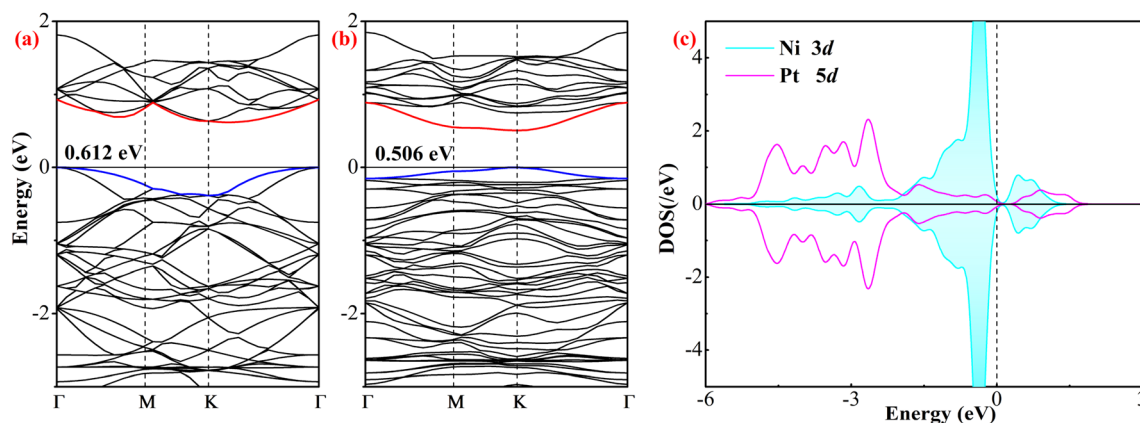 (a)
(b)
(c)
2
0
-2
Energy (eV)
0.612 eV
Γ
M
K
Γ
2
0
-2
0.506 eV
Γ
M
K
Γ
Ni 3d
Pt 5d
4
2
0
2
-4
DOS(/eV)
-6
-3
0
3
Energy (eV)